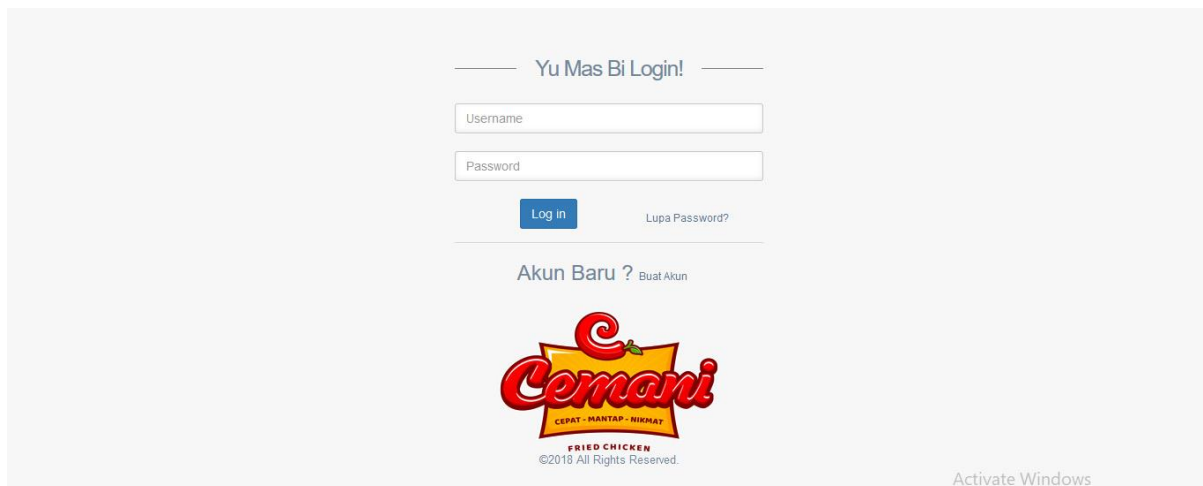 Yu Mas Bi Login!
Username
Password
Log in
Lupa Password?
Akun Baru ? Buat Akun
Cemani
CEPAT - MANTAP - NIKMAT
FRIED CHICKEN
©2018 All Rights Reserved.
Activate Windows